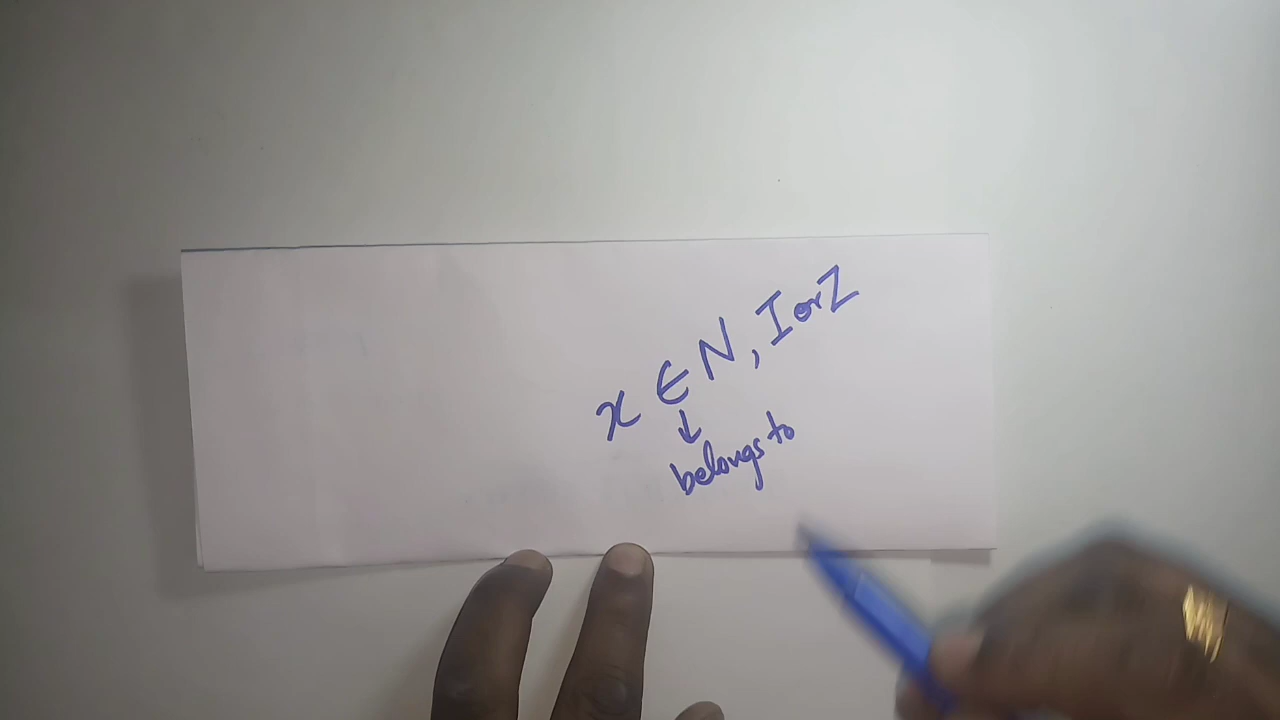 x ∈ N, I or Z
↓
belongs to